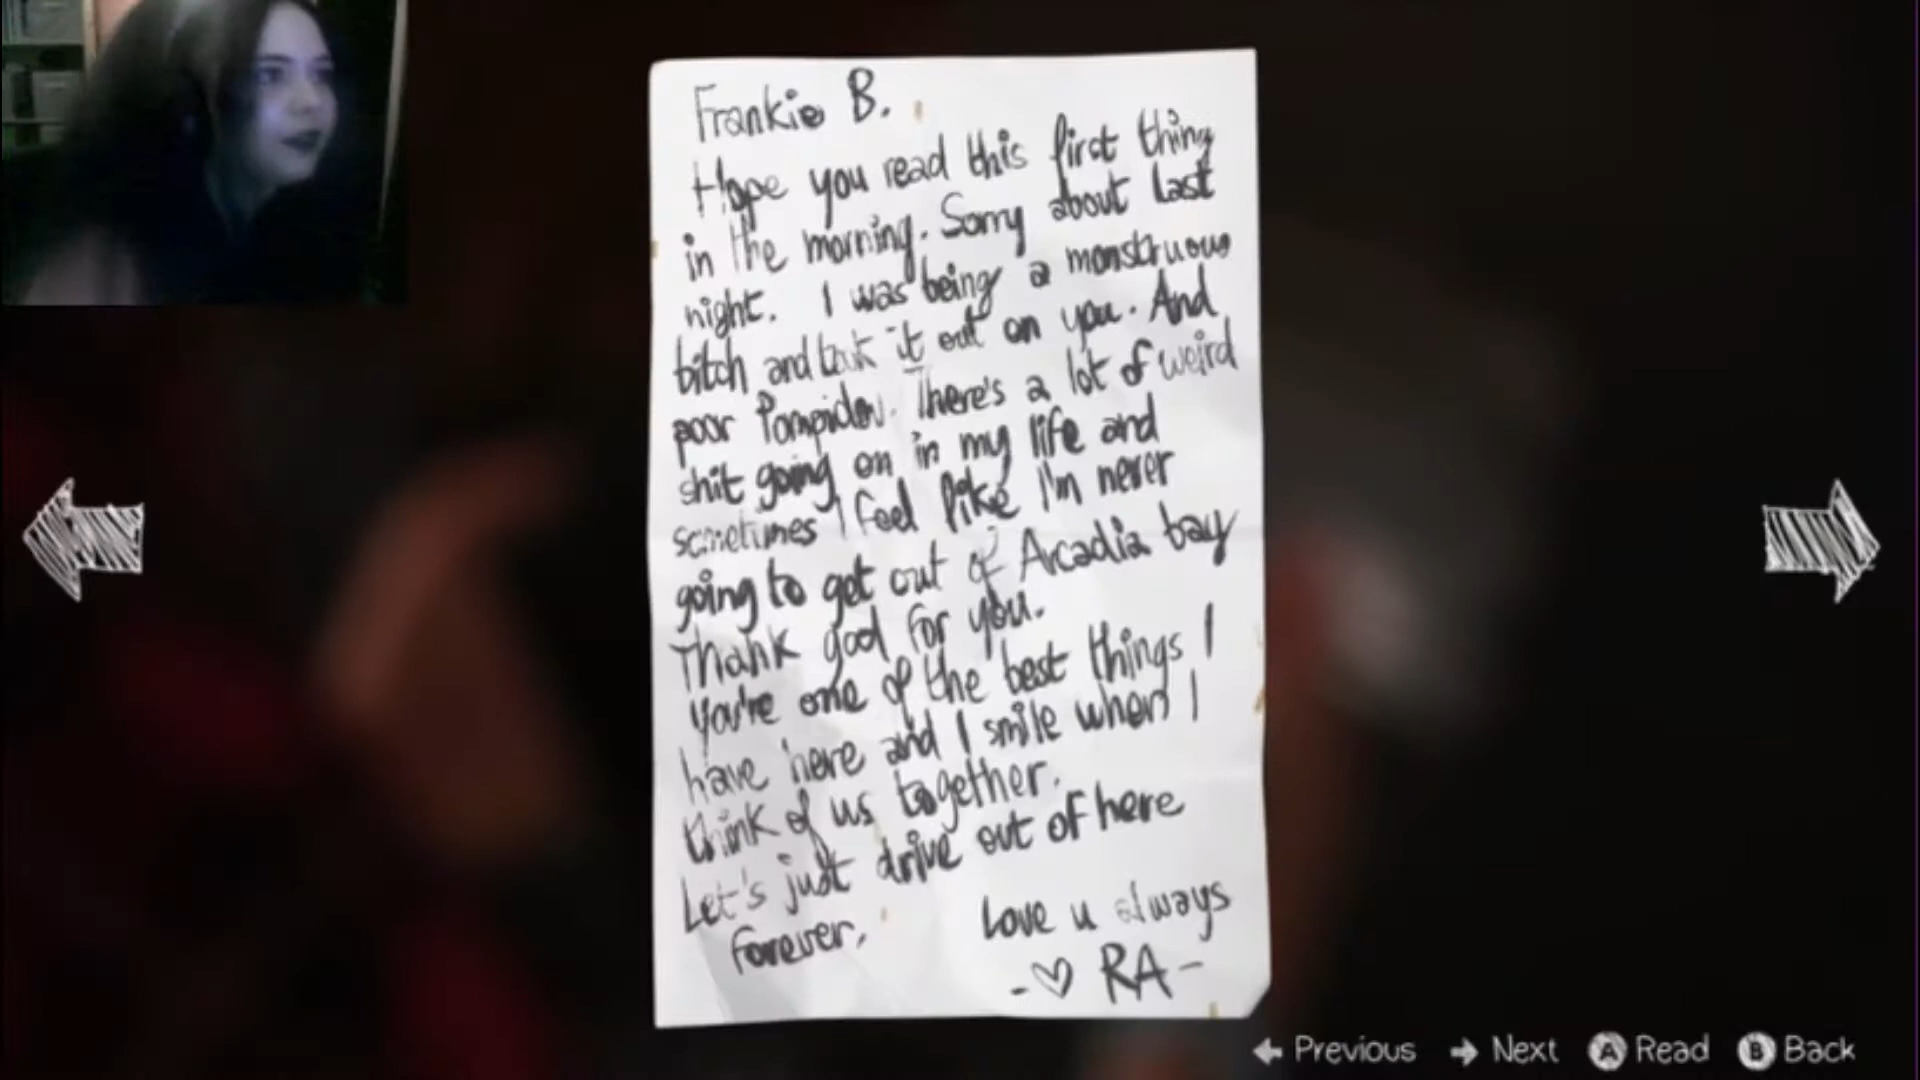 Frankie B.
Hope you read this first thing
in the morning. Sorry about last
night. I was being a monstruous
bitch and took it out on you. And
poor Pompidou. There's a lot of weird
shit going on in my life and
sometimes I feel like I'm never
going to get out of Arcadia bay
Thank god for you.
You're one of the best things I
have here and I smile when I
think of us together.
Let's just drive out of here
forever.
Love u always
-♡ RA-
Previous Next A Read B Back